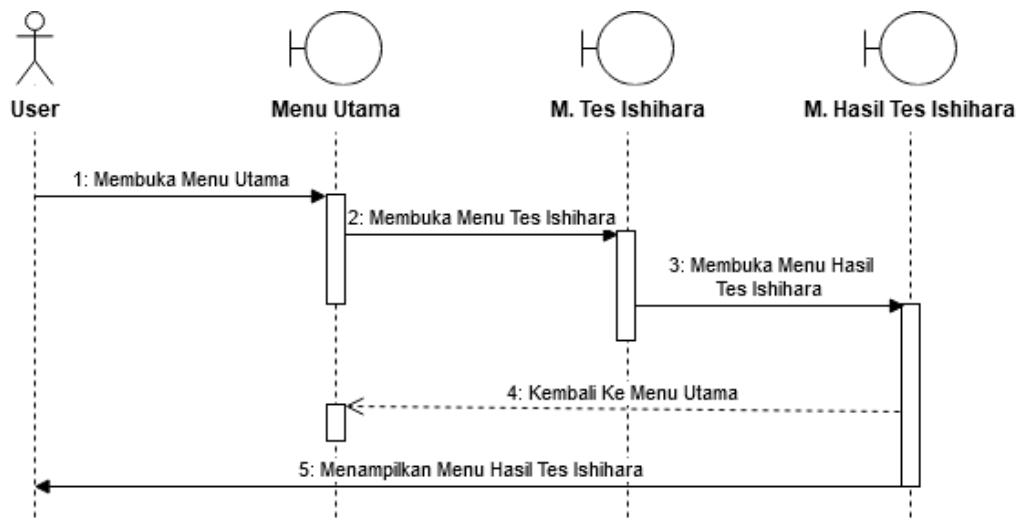 User
Menu Utama
M. Tes Ishihara
M. Hasil Tes Ishihara
1: Membuka Menu Utama
2: Membuka Menu Tes Ishihara
3: Membuka Menu Hasil
Tes Ishihara
4: Kembali Ke Menu Utama
5: Menampilkan Menu Hasil Tes Ishihara